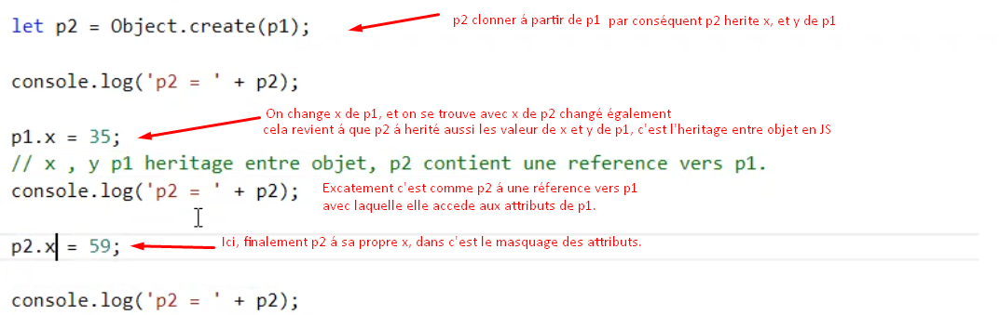 let p2 = Object.create(p1);
p2 clonner á partir de p1 par conséquent p2 herite x, et y de p1
console.log('p2 = ' + p2);
On change x de p1, et on se trouve avec x de p2 changé également
cela revient á que p2 á herité aussi les valeur de x et y de p1, c'est l'heritage entre objet en JS
p1.x = 35;
// x , y p1 heritage entre objet, p2 contient une reference vers p1.
console.log('p2 = ' + p2);
Excatement c'est comme p2 á une réference vers p1
avec laquelle elle accede aux attributs de p1.
Ici, finalement p2 á sa propre x, dans c'est le masquage des attributs.
p2.x = 59;
console.log('p2 = ' + p2);